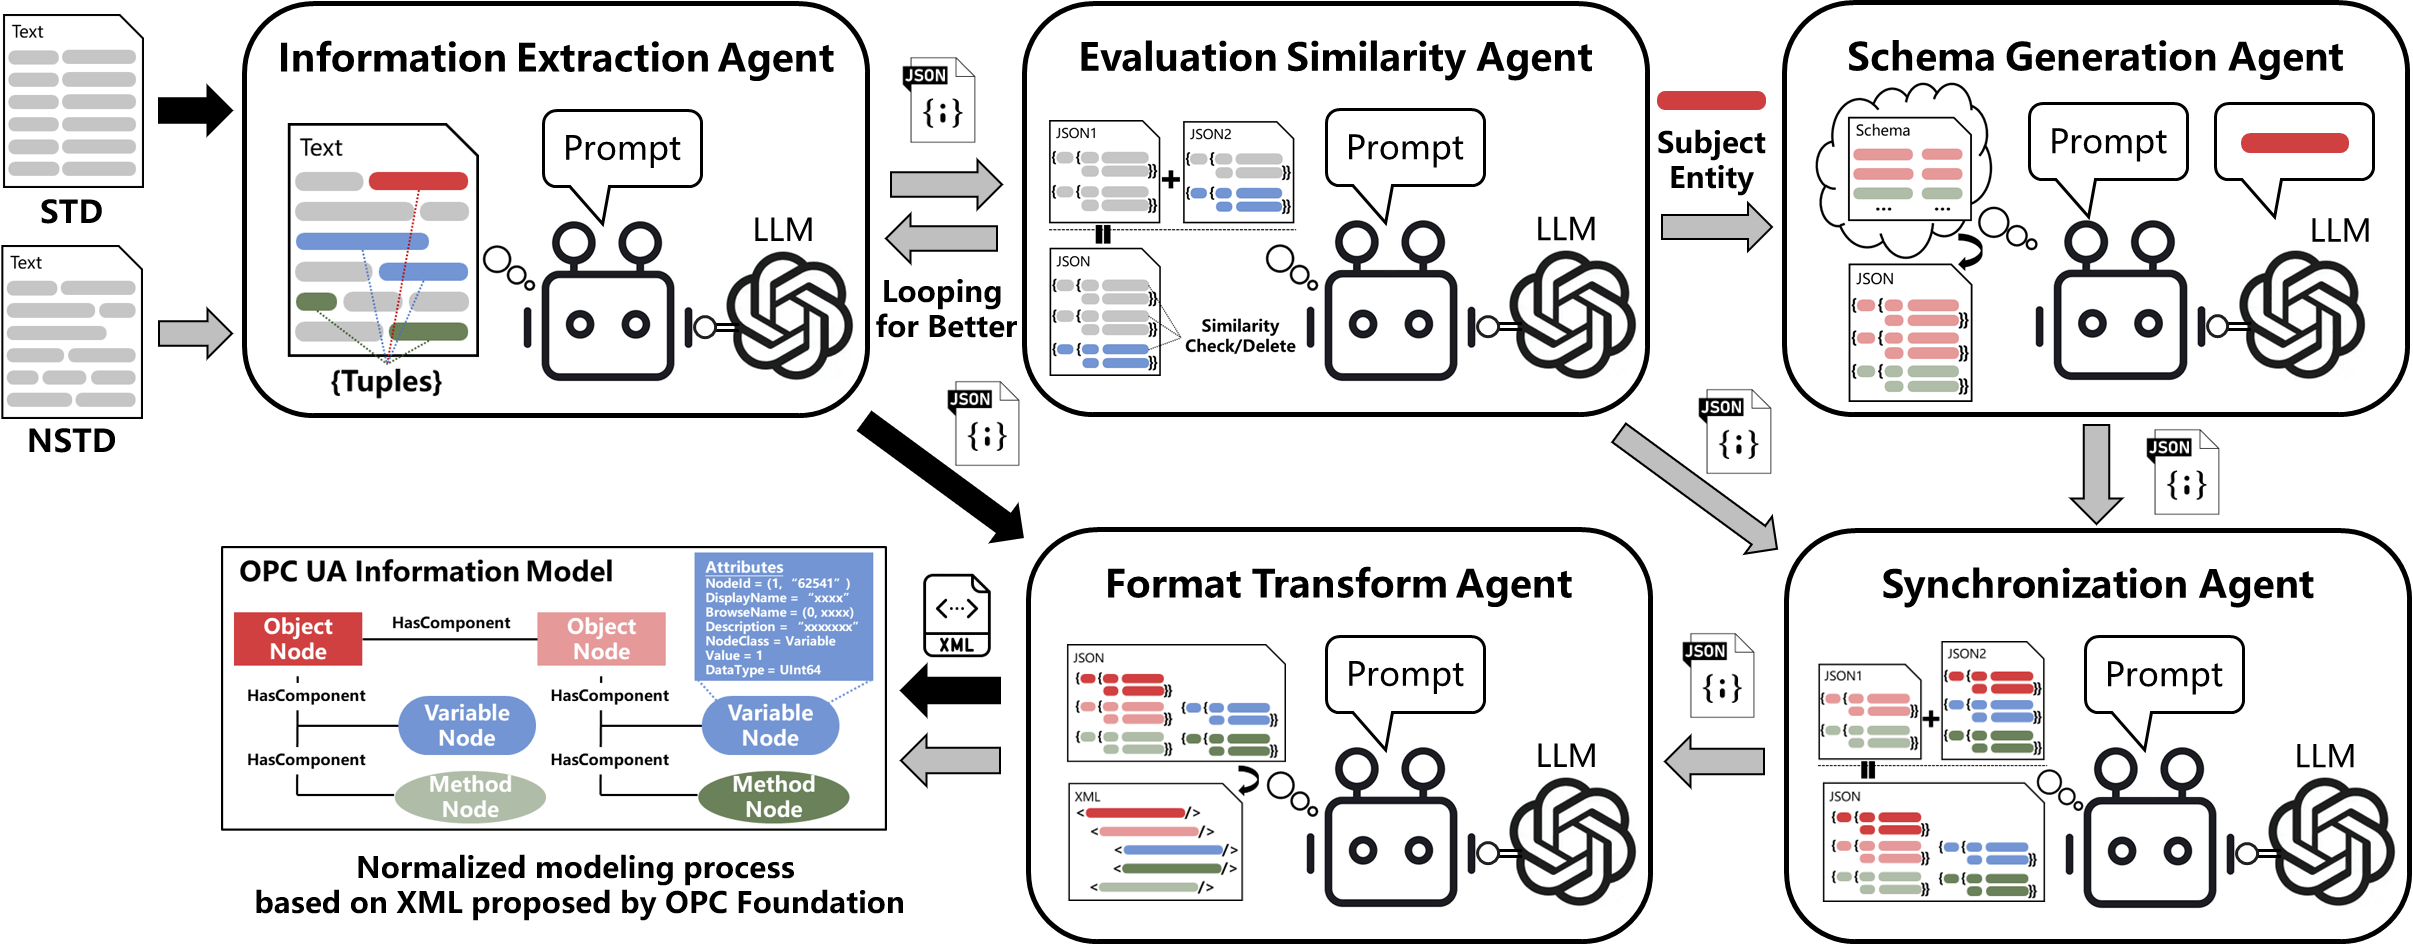 Text
STD
Text
NSTD
Information Extraction Agent
Text
Prompt
LLM
{Tuples}
JSON
{;}
Looping
for Better
Evaluation Similarity Agent
JSON1
JSON2
+
JSON
Similarity
Check/Delete
Prompt
LLM
Subject
Entity
Schema Generation Agent
Schema
...
...
JSON
Prompt
LLM
JSON
{;}
JSON
{;}
JSON
{;}
OPC UA Information Model
Attributes
NodeId = (1, “62541” )
DisplayName = “xxxx”
BrowseName = (0, xxxx)
Description = “xxxxxxx”
NodeClass = Variable
Value = 1
DataType = UInt64
Object
Node
HasComponent
Object
Node
HasComponent
HasComponent
Variable
Node
Variable
Node
HasComponent
HasComponent
Method
Node
Method
Node
Normalized modeling process
based on XML proposed by OPC Foundation
<···>
XML
Format Transform Agent
JSON
XML
< />
< />
< />
< />
< />
Prompt
LLM
JSON
{;}
Synchronization Agent
JSON1
JSON2
+
JSON
Prompt
LLM